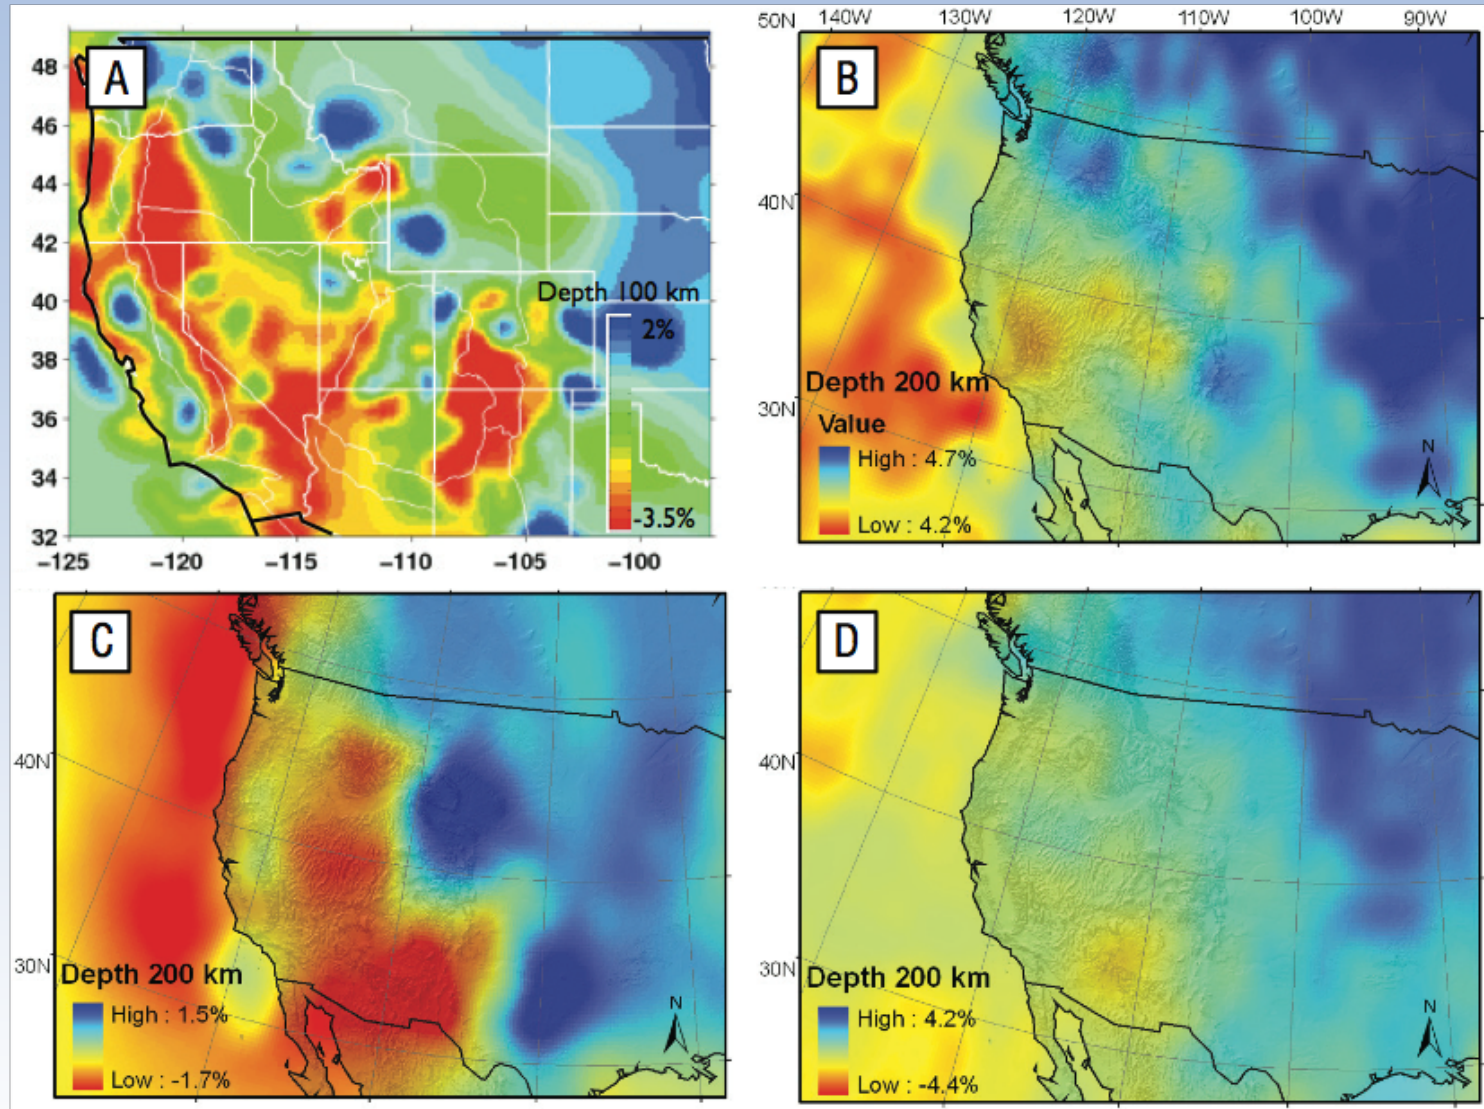 A
48
46
44
42
40
38
36
34
32
-125
-120
-115
-110
-105
-100
Depth 100 km
2%
-3.5%
B
50N
140W
130W
120W
110W
100W
90W
40N
30N
Depth 200 km
Value
High : 4.7%
Low : 4.2%
N
C
40N
30N
Depth 200 km
High : 1.5%
Low : -1.7%
N
D
40N
30N
Depth 200 km
High : 4.2%
Low : -4.4%
N